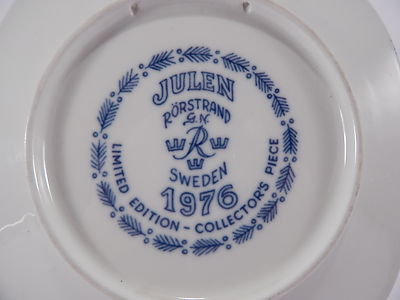 JULEN
RÖRSTRAND
G.N.
R
SWEDEN
1976
LIMITED EDITION - COLLECTOR'S PIECE